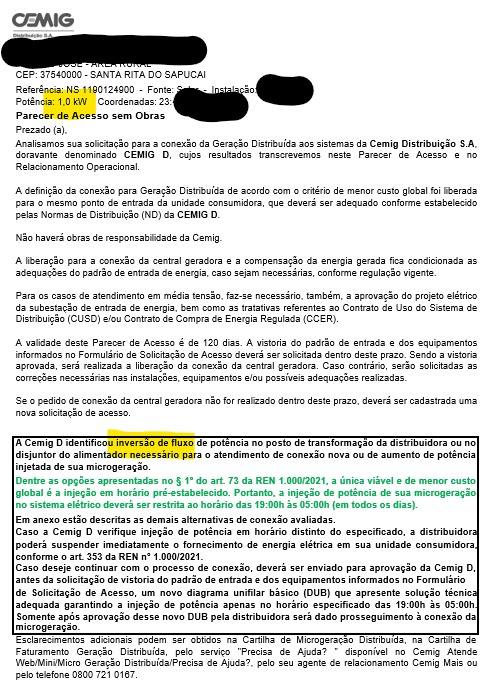 CEMIG
Distribuição S.A.
JOSÉ - ÁREA RURAL
CEP: 37540000 - SANTA RITA DO SAPUCAI
Referência: NS 1190124900 - Fonte: Solar - Instalação:
Potência: 1,0 kW Coordenadas: 23:
Parecer de Acesso sem Obras
Prezado (a),
Analisamos sua solicitação para a conexão da Geração Distribuída aos sistemas da Cemig Distribuição S.A,
doravante denominado CEMIG D, cujos resultados transcrevemos neste Parecer de Acesso e no
Relacionamento Operacional.
A definição da conexão para Geração Distribuída de acordo com o critério de menor custo global foi liberada
para o mesmo ponto de entrada da unidade consumidora, que deverá ser adequado conforme estabelecido
pelas Normas de Distribuição (ND) da CEMIG D.
Não haverá obras de responsabilidade da Cemig.
A liberação para a conexão da central geradora e a compensação da energia gerada fica condicionada as
adequações do padrão de entrada de energia, caso sejam necessárias, conforme regulação vigente.
Para os casos de atendimento em média tensão, faz-se necessário, também, a aprovação do projeto elétrico
da subestação de entrada de energia, bem como as tratativas referentes ao Contrato de Uso do Sistema de
Distribuição (CUSD) e/ou Contrato de Compra de Energia Regulada (CCER).
A validade deste Parecer de Acesso é de 120 dias. A vistoria do padrão de entrada e dos equipamentos
informados no Formulário de Solicitação de Acesso deverá ser solicitada dentro deste prazo. Sendo a vistoria
aprovada, será realizada a liberação da conexão da central geradora. Caso contrário, serão solicitadas as
correções necessárias nas instalações, equipamentos e/ou possíveis adequações realizadas.
Se o pedido de conexão da central geradora não for realizado dentro deste prazo, deverá ser cadastrada uma
nova solicitação de acesso.
A Cemig D identificou inversão de fluxo de potência no posto de transformação da distribuidora ou no
disjuntor do alimentador necessário para o atendimento de conexão nova ou de aumento de potência
injetada de sua microgeração.
Dentre as opções apresentadas no § 1º do art. 73 da REN 1.000/2021, a única viável e de menor custo
global é a injeção em horário pré-estabelecido. Portanto, a injeção de potência de sua microgeração
no sistema elétrico deverá ser restrita ao horário das 19:00h às 05:00h (em todos os dias).
Em anexo estão descritas as demais alternativas de conexão avaliadas.
Caso a Cemig D verifique injeção de potência em horário distinto do especificado, a distribuidora
poderá suspender imediatamente o fornecimento de energia elétrica em sua unidade consumidora,
conforme o art. 353 da REN nº 1.000/2021.
Caso deseje continuar com o processo de conexão, deverá ser enviado para aprovação da Cemig D,
antes da solicitação de vistoria do padrão de entrada e dos equipamentos informados no Formulário
de Solicitação de Acesso, um novo diagrama unifilar básico (DUB) que apresente solução técnica
adequada garantindo a injeção de potência apenas no horário especificado das 19:00h às 05:00h.
Somente após aprovação desse novo DUB pela distribuidora será dado prosseguimento à conexão da
microgeração.
Esclarecimentos adicionais podem ser obtidos na Cartilha de Microgeração Distribuída, na Cartilha de
Faturamento Geração Distribuída, pelo serviço "Precisa de Ajuda? " disponível no Cemig Atende
Web/Mini/Micro Geração Distribuída/Precisa de Ajuda?, pelo seu agente de relacionamento Cemig Mais ou
pelo telefone 0800 721 0167.